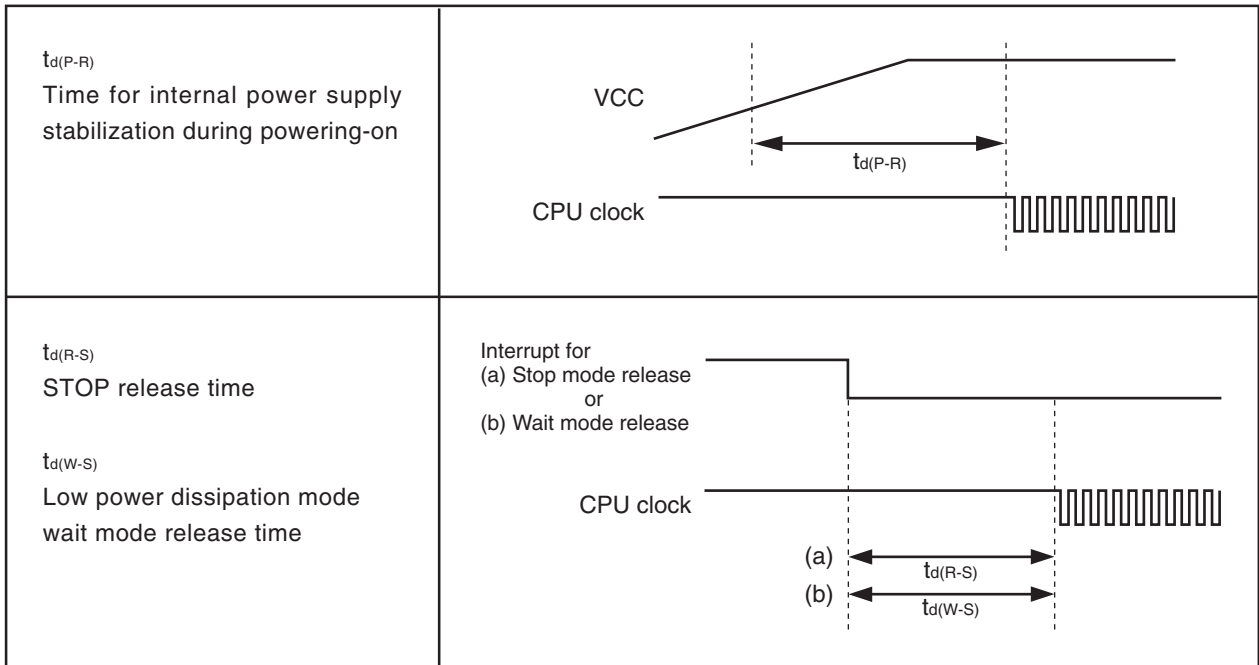 td(P-R)
Time for internal power supply
stabilization during powering-on
VCC
td(P-R)
CPU clock
td(R-S)
STOP release time
td(W-S)
Low power dissipation mode
wait mode release time
Interrupt for
(a) Stop mode release
or
(b) Wait mode release
CPU clock
(a)
td(R-S)
(b)
td(W-S)